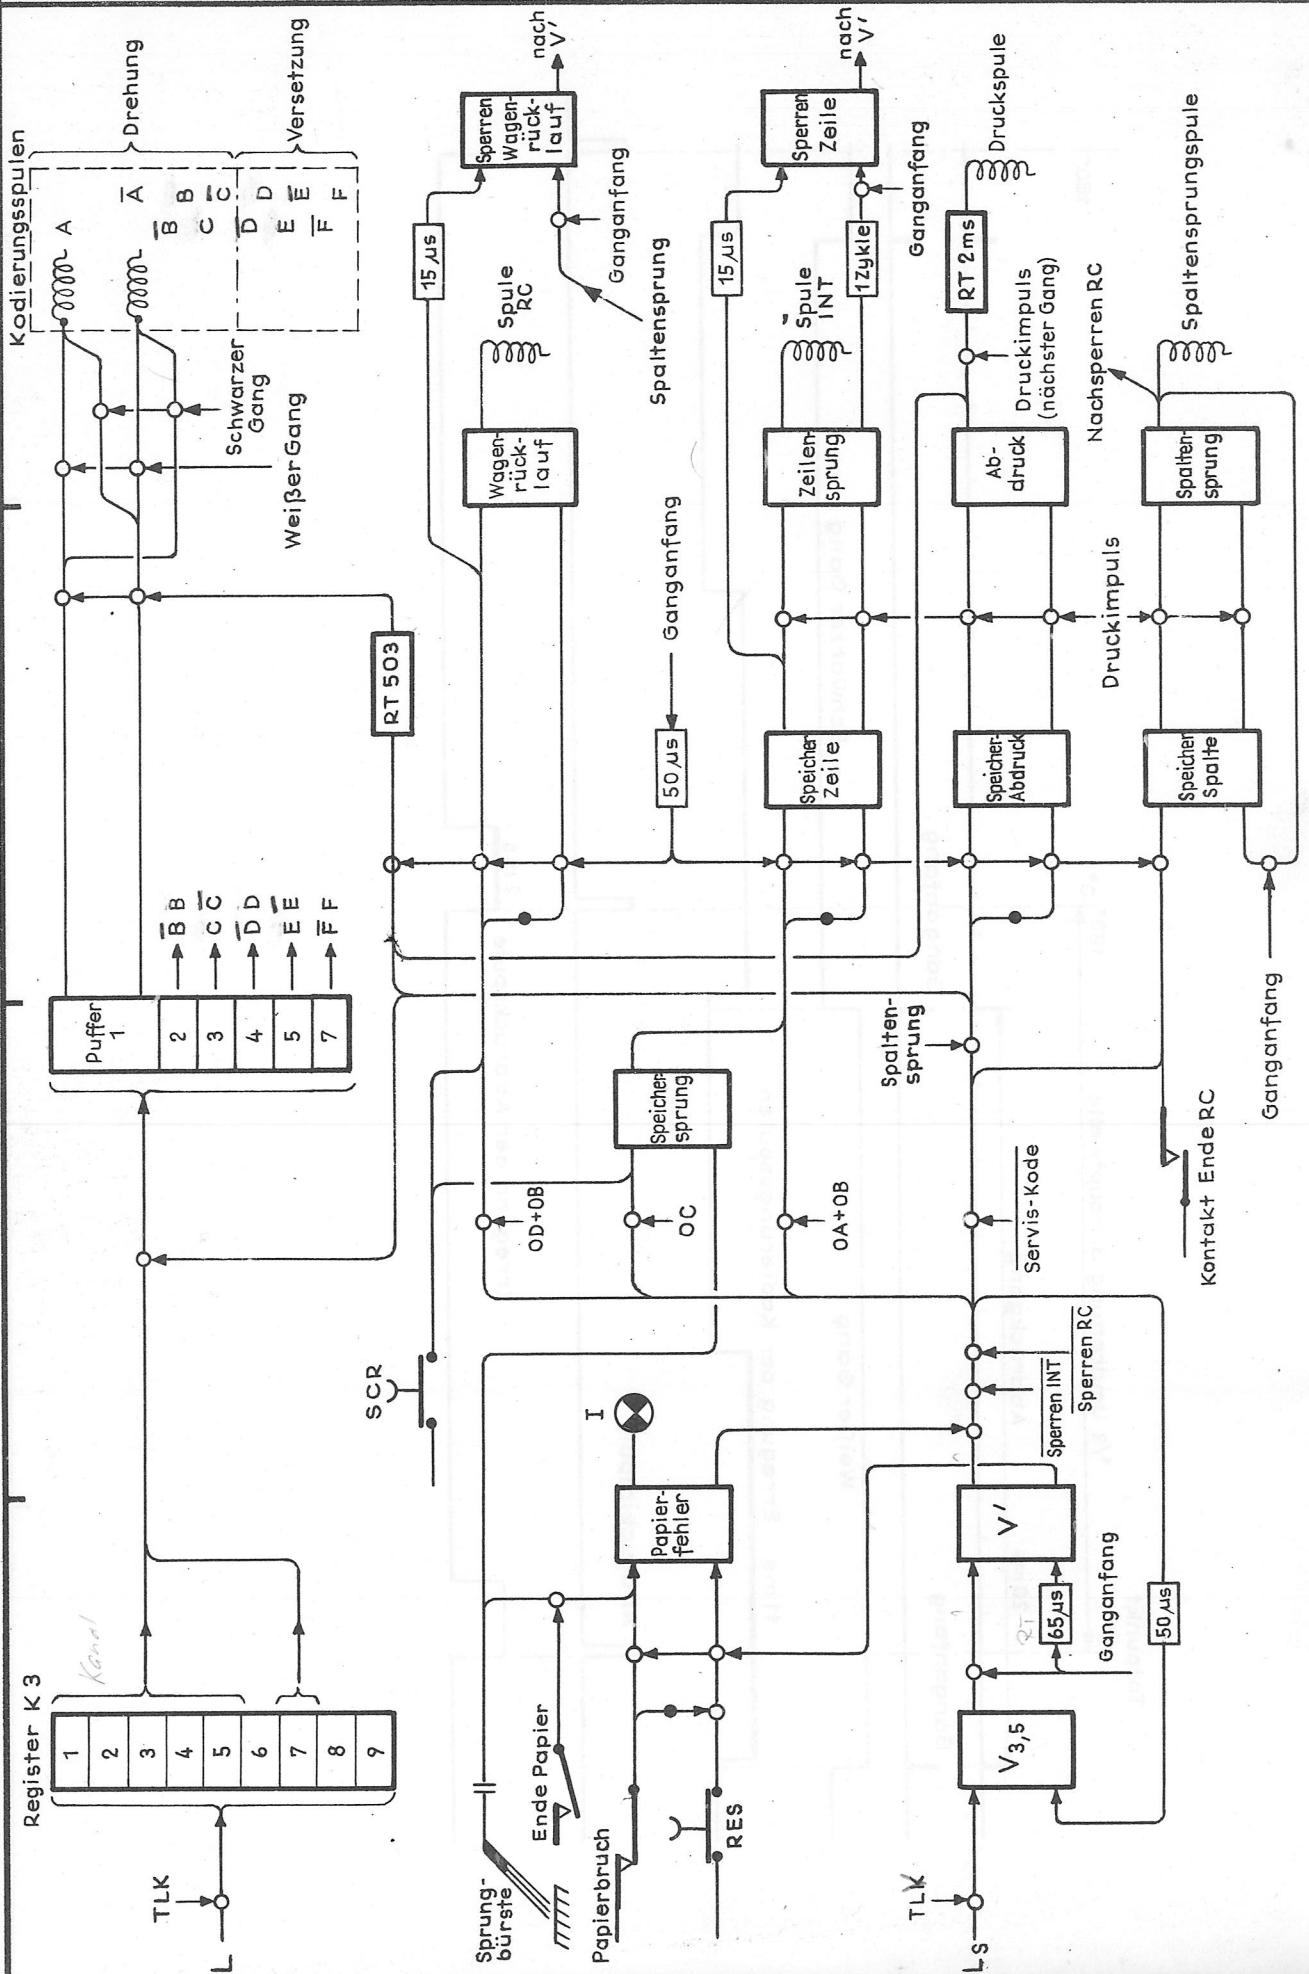 Register K 3
Kanal
1
2
3
4
5
6
7
8
9
TLK
L
Puffer
1
2
3
4
5
7
B̅ B
C C̅
D̅ D
E E̅
F̅ F
Kodierungsspulen
A
A̅
B̅ B
C C̅
D̅ D
E E̅
F̅ F
Drehung
Versetzung
Schwarzer
Gang
Weißer Gang
RT 503
SCR
Sprung-
bürste
Ende Papier
Papierbruch
RES
I
Papier-
fehler
OD+OB
OC
OA+OB
Speicher
sprung
Wagen-
rück-
lauf
15 µs
Spule
RC
Sperren
Wagen-
rück-
lauf
nach
V'
Ganganfang
Spaltensprung
50 µs
Ganganfang
Speicher
Zeile
Zeilen-
sprung
15 µs
Spule
INT
1 Zykle
Sperren
Zeile
nach
V'
Ganganfang
Speicher-
Abdruck
Ab-
druck
Druckimpuls
(nächster Gang)
RT 2ms
Druckspule
Druckimpuls
Speicher
Spalte
Spalten-
sprung
Nachsperren RC
Spaltensprungspule
Spalten-
sprung
Servis-Kode
Kontakt Ende RC
Ganganfang
TLK
LS
V3,5
V'
65 µs
Ganganfang
50 µs
Sperren INT
Sperren RC